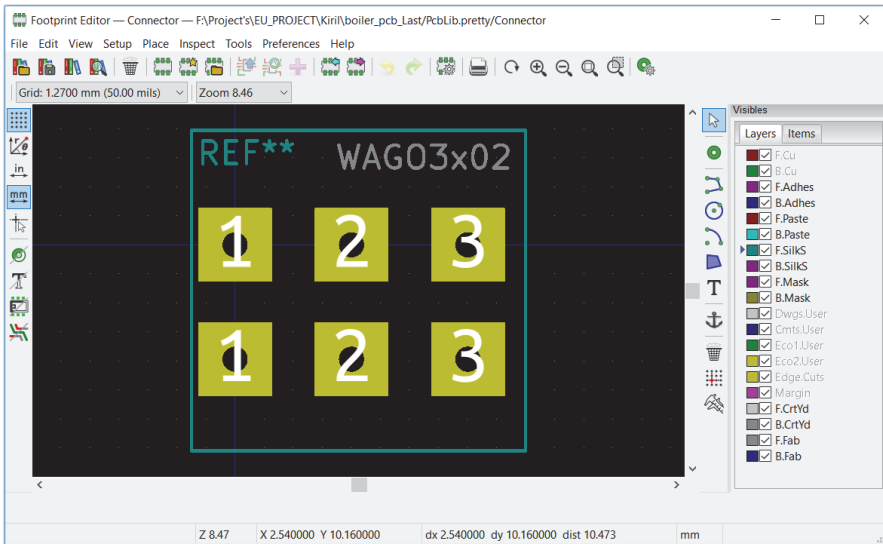 Footprint Editor — Connector — F:\Project's\EU_PROJECT\Kiril\boiler_pcb_Last/PcbLib.pretty/Connector
File Edit View Setup Place Inspect Tools Preferences Help
Grid: 1.2700 mm (50.00 mils) Zoom 8.46
in
mm
T
REF** WAGO3x02
1 2 3
1 2 3
T
Visibles
Layers Items
F.Cu
B.Cu
F.Adhes
B.Adhes
F.Paste
B.Paste
F.SilkS
B.SilkS
F.Mask
B.Mask
Dwgs.User
Cmts.User
Eco1.User
Eco2.User
Edge.Cuts
Margin
F.CrtYd
B.CrtYd
F.Fab
B.Fab
Z 8.47 X 2.540000 Y 10.160000 dx 2.540000 dy 10.160000 dist 10.473 mm